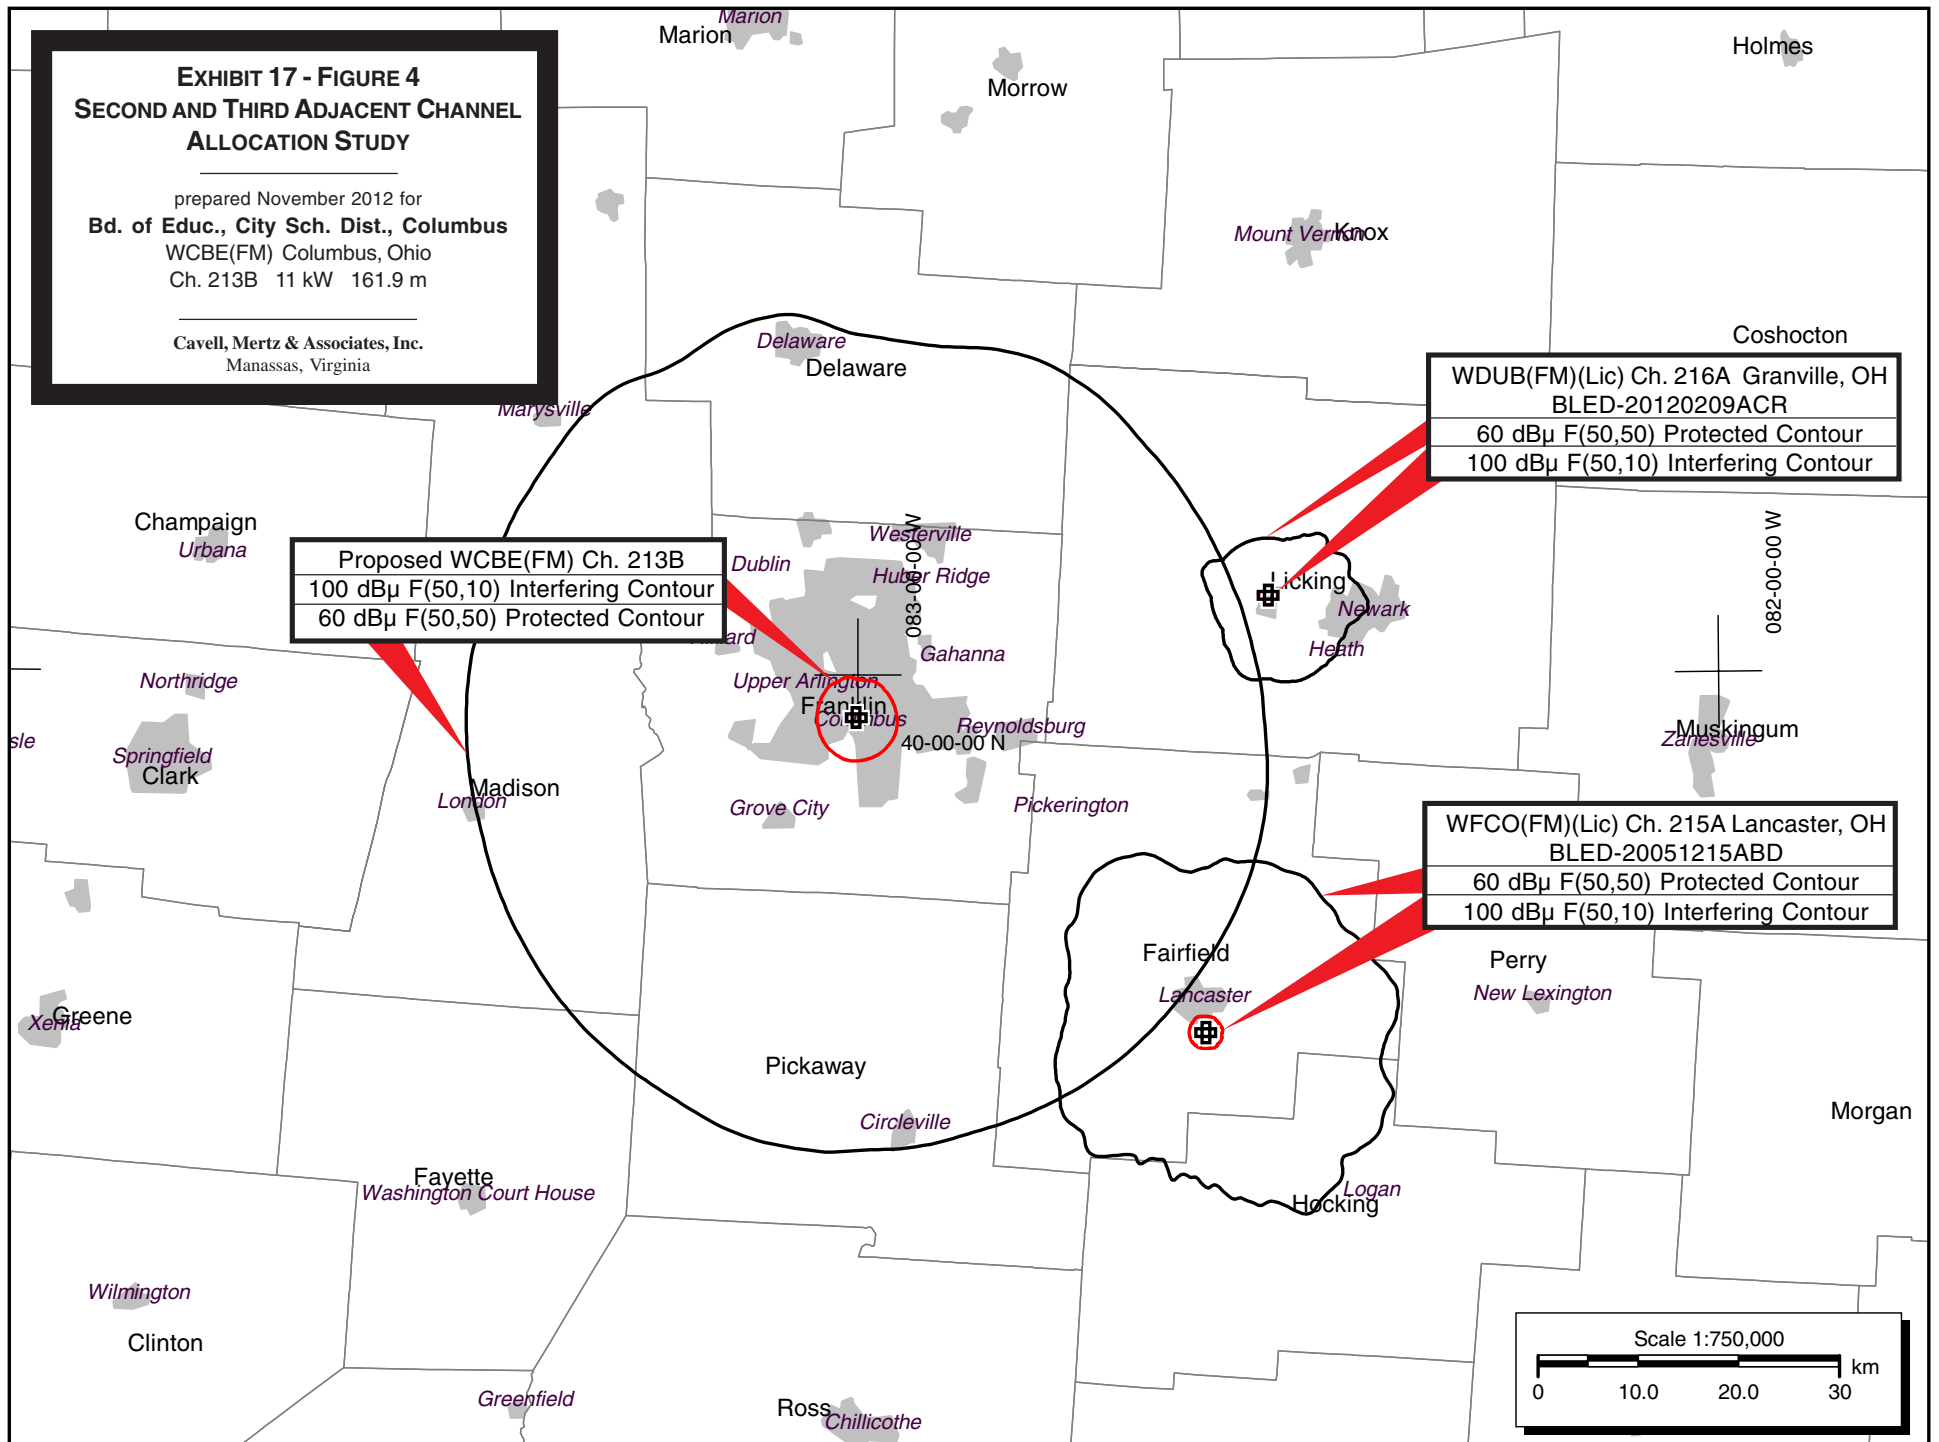 EXHIBIT 17 - FIGURE 4
SECOND AND THIRD ADJACENT CHANNEL
ALLOCATION STUDY
prepared November 2012 for
Bd. of Educ., City Sch. Dist., Columbus
WCBE(FM) Columbus, Ohio
Ch. 213B 11 kW 161.9 m
Cavell, Mertz & Associates, Inc.
Manassas, Virginia
Marion
Marion
Morrow
Holmes
Mount Vernon
Knox
Coshocton
Delaware
Delaware
Marysville
WDUB(FM)(Lic) Ch. 216A Granville, OH
BLED-20120209ACR
60 dBµ F(50,50) Protected Contour
100 dBµ F(50,10) Interfering Contour
Champaign
Urbana
Proposed WCBE(FM) Ch. 213B
100 dBµ F(50,10) Interfering Contour
60 dBµ F(50,50) Protected Contour
Dublin
Westerville
Huber Ridge
083-00-00 W
082-00-00 W
Licking
Newark
Heath
Gahanna
Northridge
Upper Arlington
Franklin
Columbus
Reynoldsburg
40-00-00 N
sle
Springfield
Clark
Madison
London
Grove City
Pickerington
Muskingum
Zanesville
WFCO(FM)(Lic) Ch. 215A Lancaster, OH
BLED-20051215ABD
60 dBµ F(50,50) Protected Contour
100 dBµ F(50,10) Interfering Contour
Fairfield
Lancaster
Perry
New Lexington
Greene
Xenia
Pickaway
Circleville
Morgan
Fayette
Washington Court House
Logan
Hocking
Wilmington
Clinton
Greenfield
Ross
Chillicothe
Scale 1:750,000
km
0 10.0 20.0 30